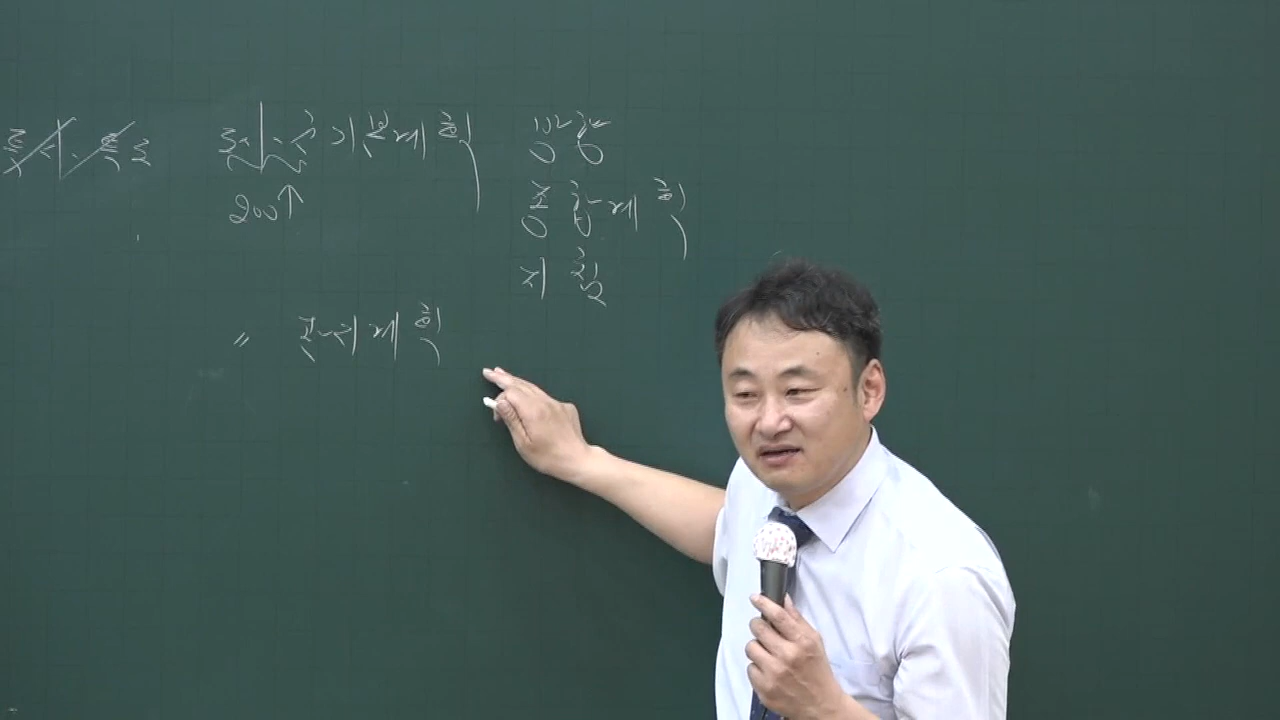 도시·군 기본계획 방향
200↑ 종합계획
지침
〃 관리계획